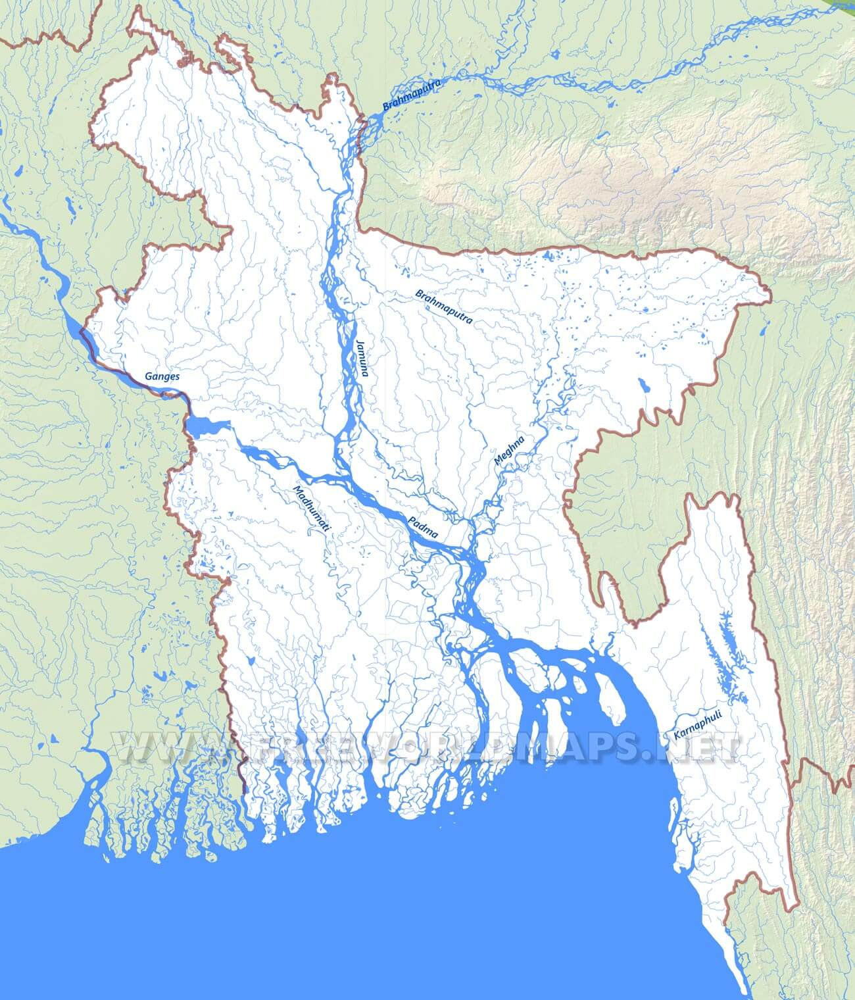 Brahmaputra
Brahmaputra
Jamuna
Ganges
Meghna
Madhumati
Padma
Karnaphuli
WWW.FREEWORLDMAPS.NET